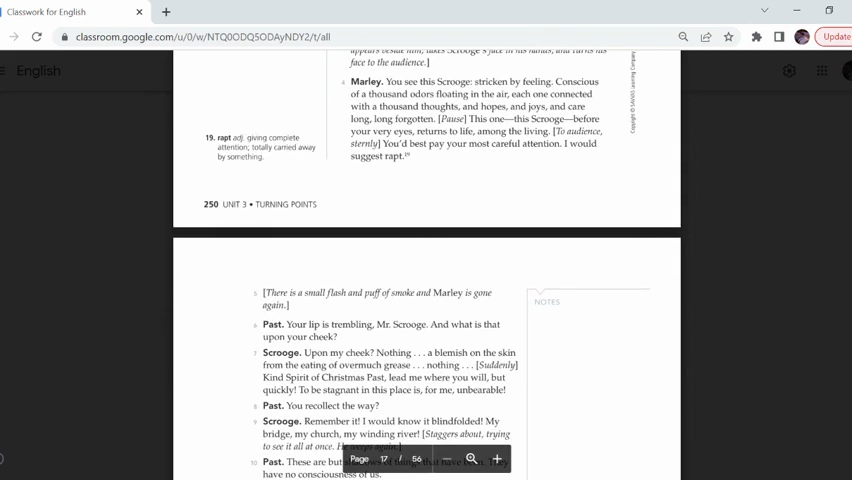 Classwork for English
classroom.google.com/u/0/w/NTQ0ODQ5ODAyNDY2/t/all
Update
English
appears beside him, takes Scrooge's face in his hands, and turns his
face to the audience.]
4 Marley. You see this Scrooge: stricken by feeling. Conscious
of a thousand odors floating in the air, each one connected
with a thousand thoughts, and hopes, and joys, and care
long, long forgotten. [Pause] This one—this Scrooge—before
your very eyes, returns to life, among the living. [To audience,
sternly] You'd best pay your most careful attention. I would
suggest rapt.19
19. rapt adj. giving complete
attention; totally carried away
by something.
Copyright © SAVVAS Learning Company
250 UNIT 3 • TURNING POINTS
5 [There is a small flash and puff of smoke and Marley is gone
again.]
NOTES
6 Past. Your lip is trembling, Mr. Scrooge. And what is that
upon your cheek?
7 Scrooge. Upon my cheek? Nothing . . . a blemish on the skin
from the eating of overmuch grease . . . nothing . . . [Suddenly]
Kind Spirit of Christmas Past, lead me where you will, but
quickly! To be stagnant in this place is, for me, unbearable!
8 Past. You recollect the way?
9 Scrooge. Remember it! I would know it blindfolded! My
bridge, my church, my winding river! [Staggers about, trying
to see it all at once. He weeps again.]
10 Past. These are but shadows of things that have been. They
have no consciousness of us.
Page 17 / 56